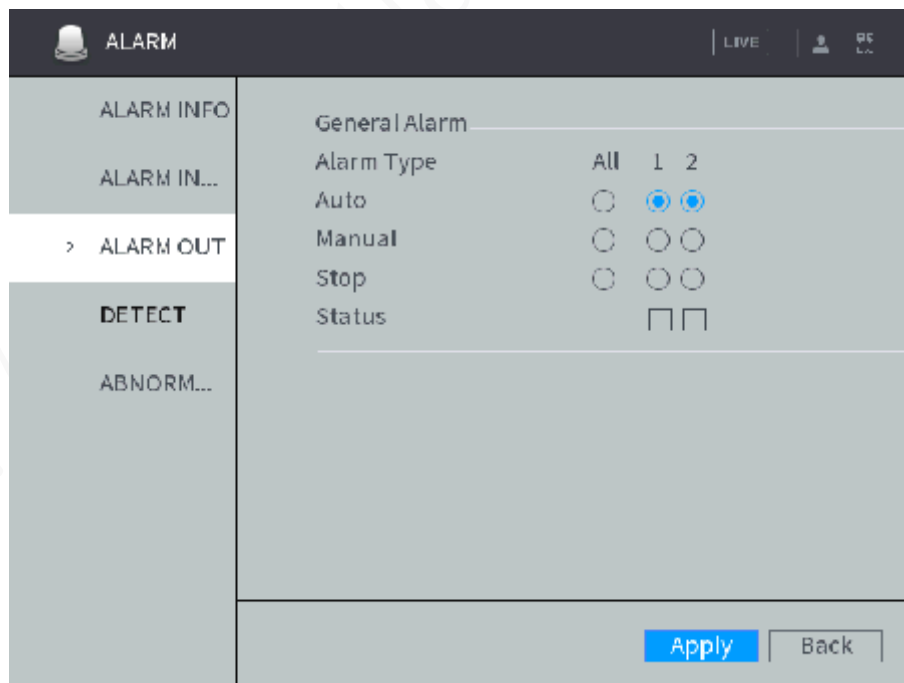 ALARM
LIVE
ALARM INFO
ALARM IN...
> ALARM OUT
DETECT
ABNORM...
General Alarm
Alarm Type All 1 2
Auto
Manual
Stop
Status
Apply Back